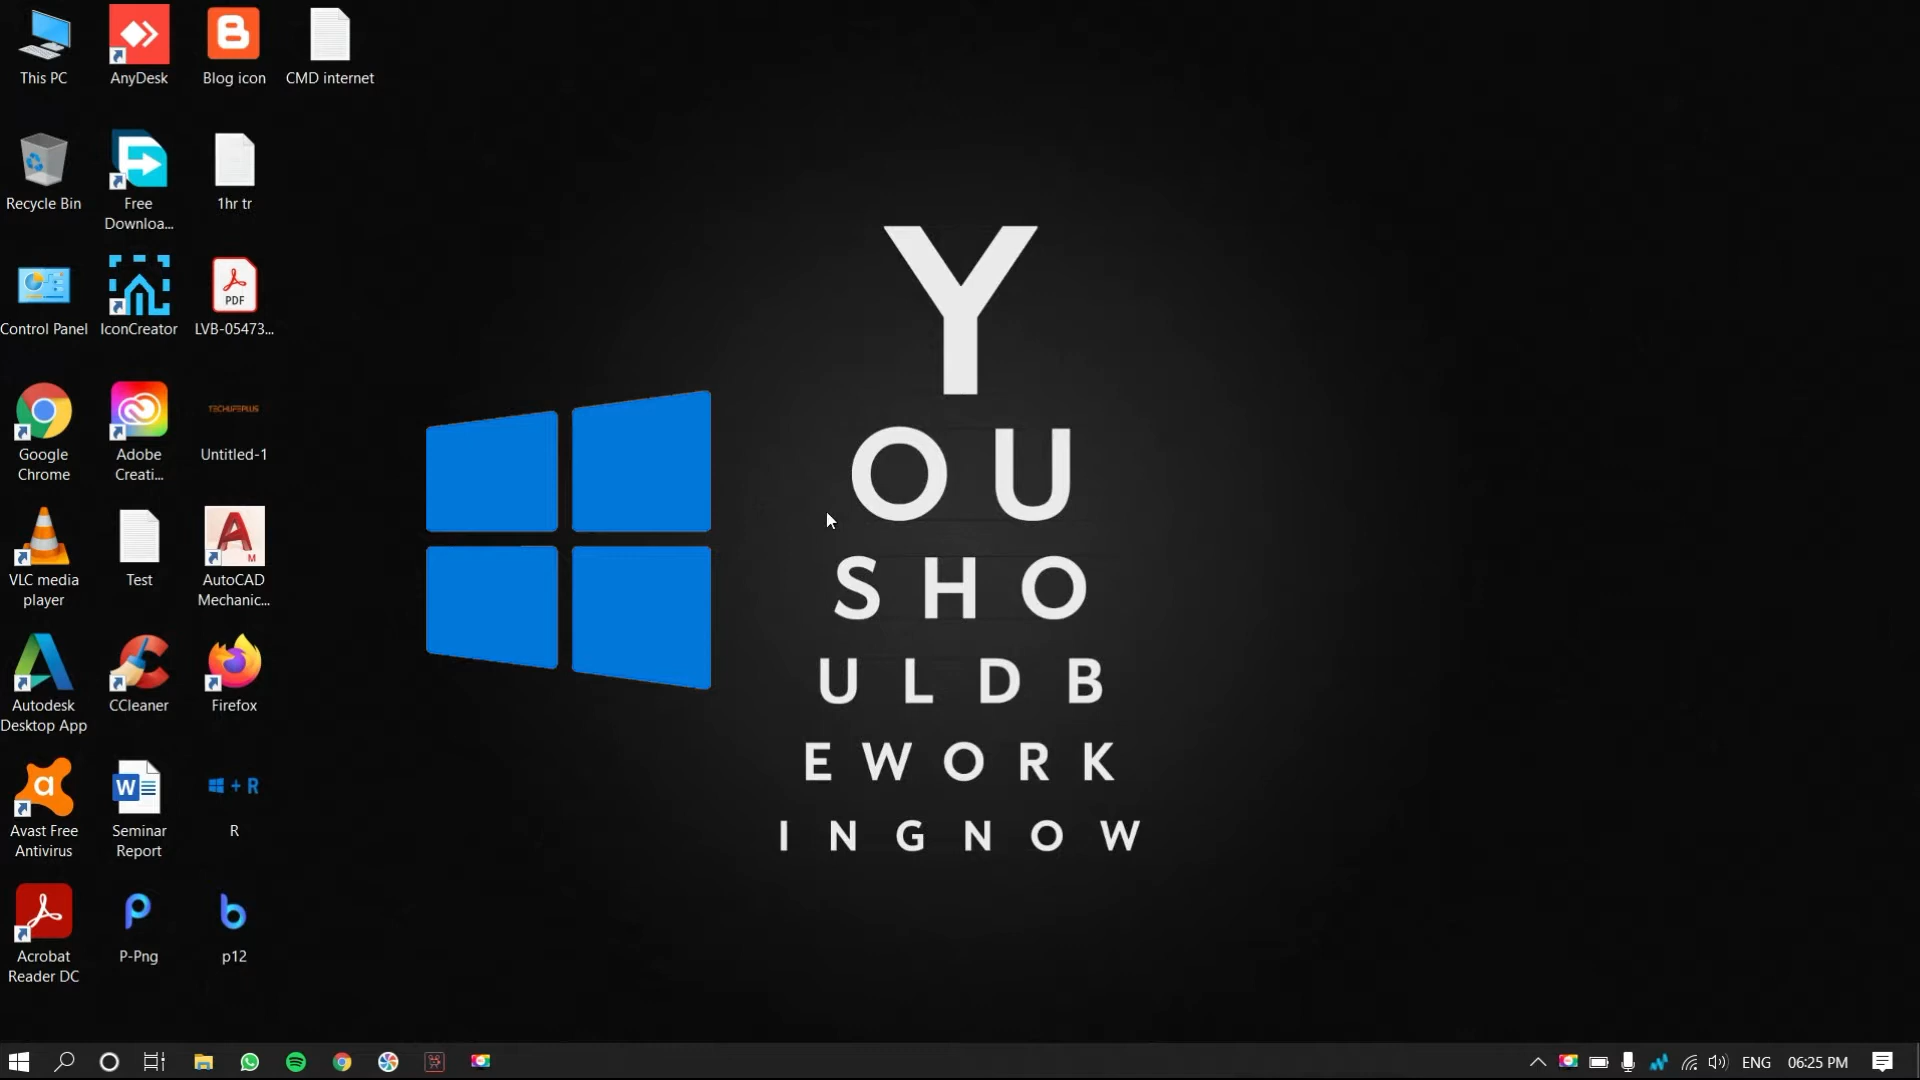 This PC
AnyDesk
Blog icon
CMD internet
Recycle Bin
Free
Downloa...
1hr tr
Control Panel
IconCreator
PDF
LVB-05473...
Google
Chrome
Adobe
Creati...
Untitled-1
VLC media
player
Test
M
AutoCAD
Mechanic...
Autodesk
Desktop App
CCleaner
Firefox
Avast Free
Antivirus
W
Seminar
Report
+ R
R
Acrobat
Reader DC
P-Png
p12
Y
O U
S H O
U L D B
E W O R K
I N G N O W
ENG
06:25 PM